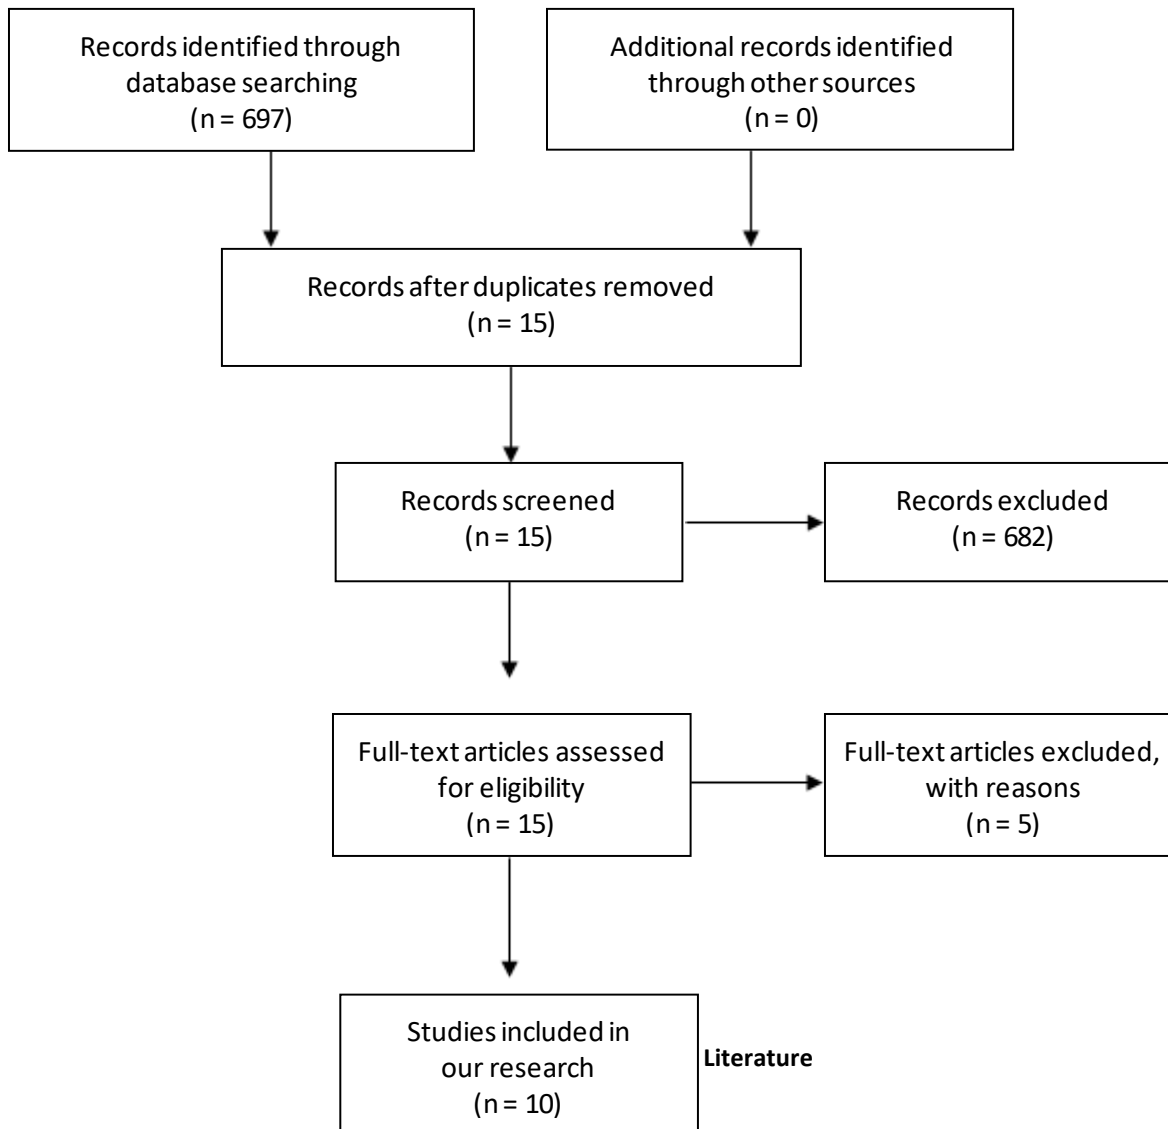 Records identified through
database searching
(n = 697)
Additional records identified
through other sources
(n = 0)
Records after duplicates removed
(n = 15)
Records screened
(n = 15)
Records excluded
(n = 682)
Full-text articles assessed
for eligibility
(n = 15)
Full-text articles excluded,
with reasons
(n = 5)
Studies included in
our research
(n = 10)
Literature